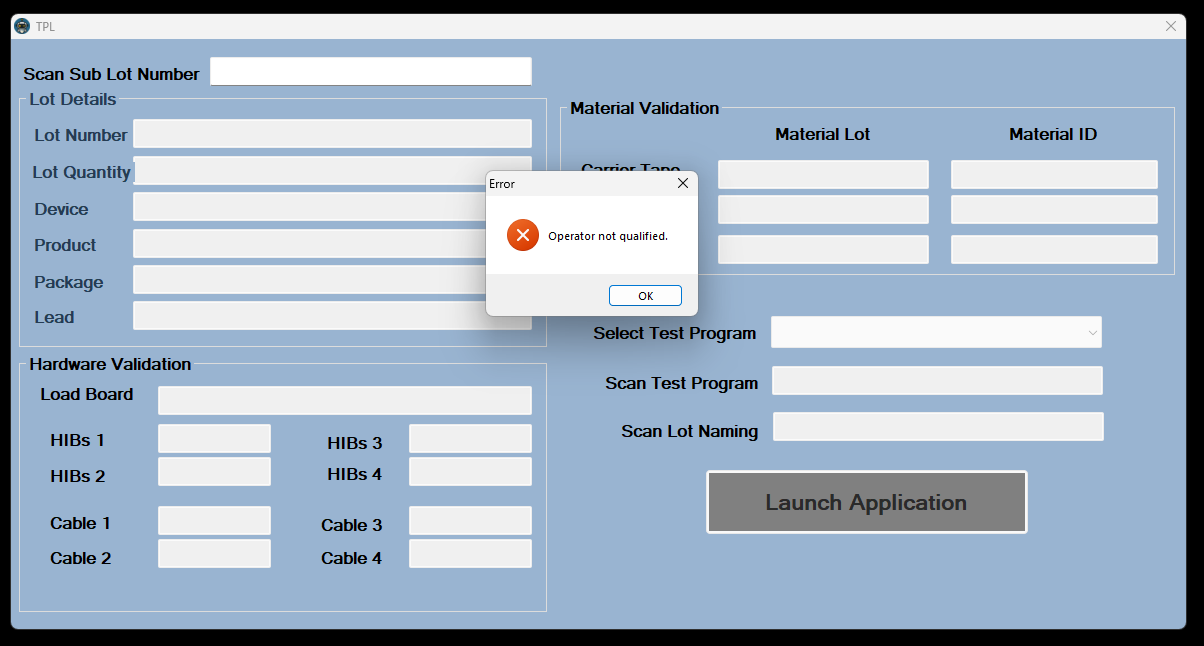 TPL
Scan Sub Lot Number
Lot Details
Lot Number
Lot Quantity
Device
Product
Package
Lead
Hardware Validation
Load Board
HIBs 1
HIBs 3
HIBs 2
HIBs 4
Cable 1
Cable 3
Cable 2
Cable 4
Material Validation
Material Lot
Material ID
Carrier Tape
Error
Operator not qualified.
OK
Select Test Program
Scan Test Program
Scan Lot Naming
Launch Application